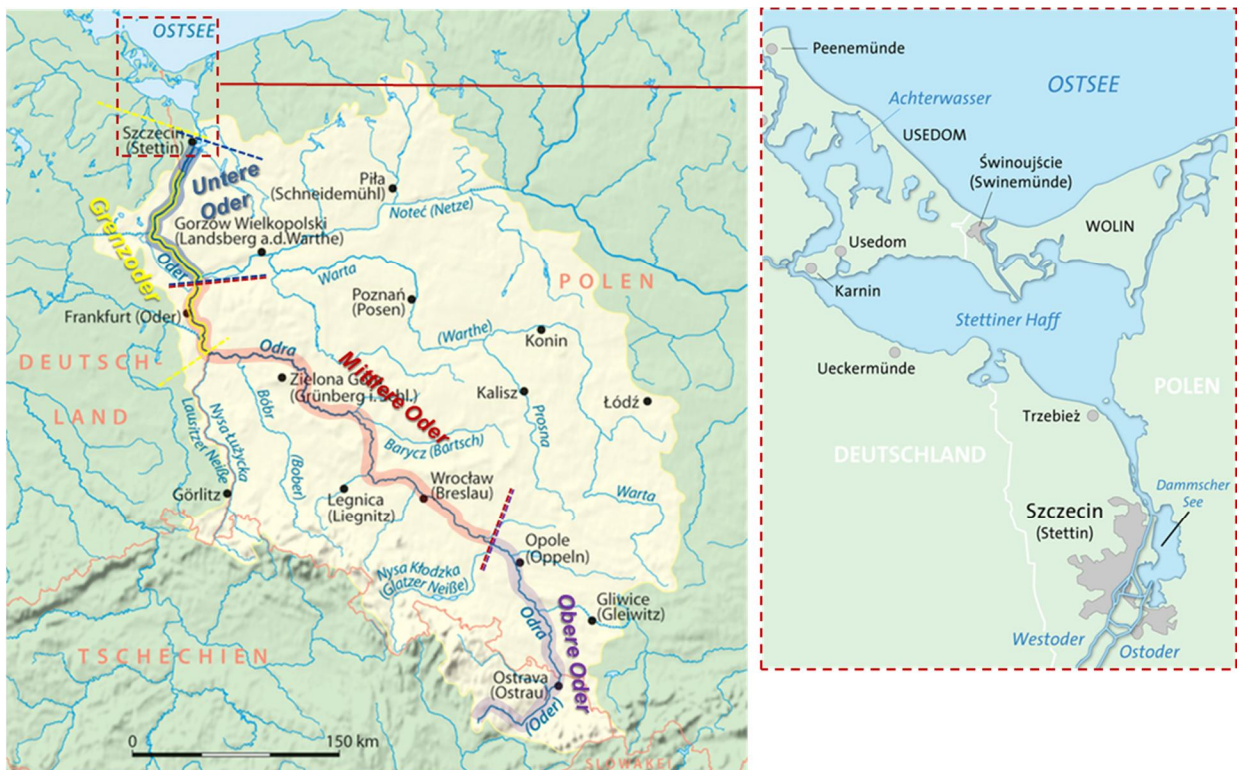 OSTSEE
Szczecin
(Stettin)
Untere
Oder
Piła
(Schneidemühl)
Noteć (Netze)
Grenzoder
Gorzów Wielkopolski
(Landsberg a.d.Warthe)
Oder
Warta
POLEN
Poznań
(Posen)
Frankfurt (Oder)
(Warthe)
Konin
Odra
DEUTSCH-
LAND
Mittlere Oder
Zielona Gó
(Grünberg i. Schl.)
Kalisz
Łódź
Bóbr
(Bober)
Prosna
Nysa Łużycka
Lausitzer Neiße
Barycz (Bartsch)
Görlitz
Legnica
(Liegnitz)
Wrocław
(Breslau)
Warta
Opole
(Oppeln)
Nysa Kłodzka
(Glatzer Neiße)
Gliwice
(Gleiwitz)
Odra
Obere Oder
TSCHECHIEN
Ostrava
(Ostrau)
(Oder)
0 150 km
SLOWAKEI
Peenemünde
OSTSEE
Achterwasser
USEDOM
Świnoujście
(Swinemünde)
WOLIN
Usedom
Karnin
Stettiner Haff
Ueckermünde
POLEN
Trzebież
DEUTSCHLAND
Dammscher
See
Szczecin
(Stettin)
Westoder
Ostoder